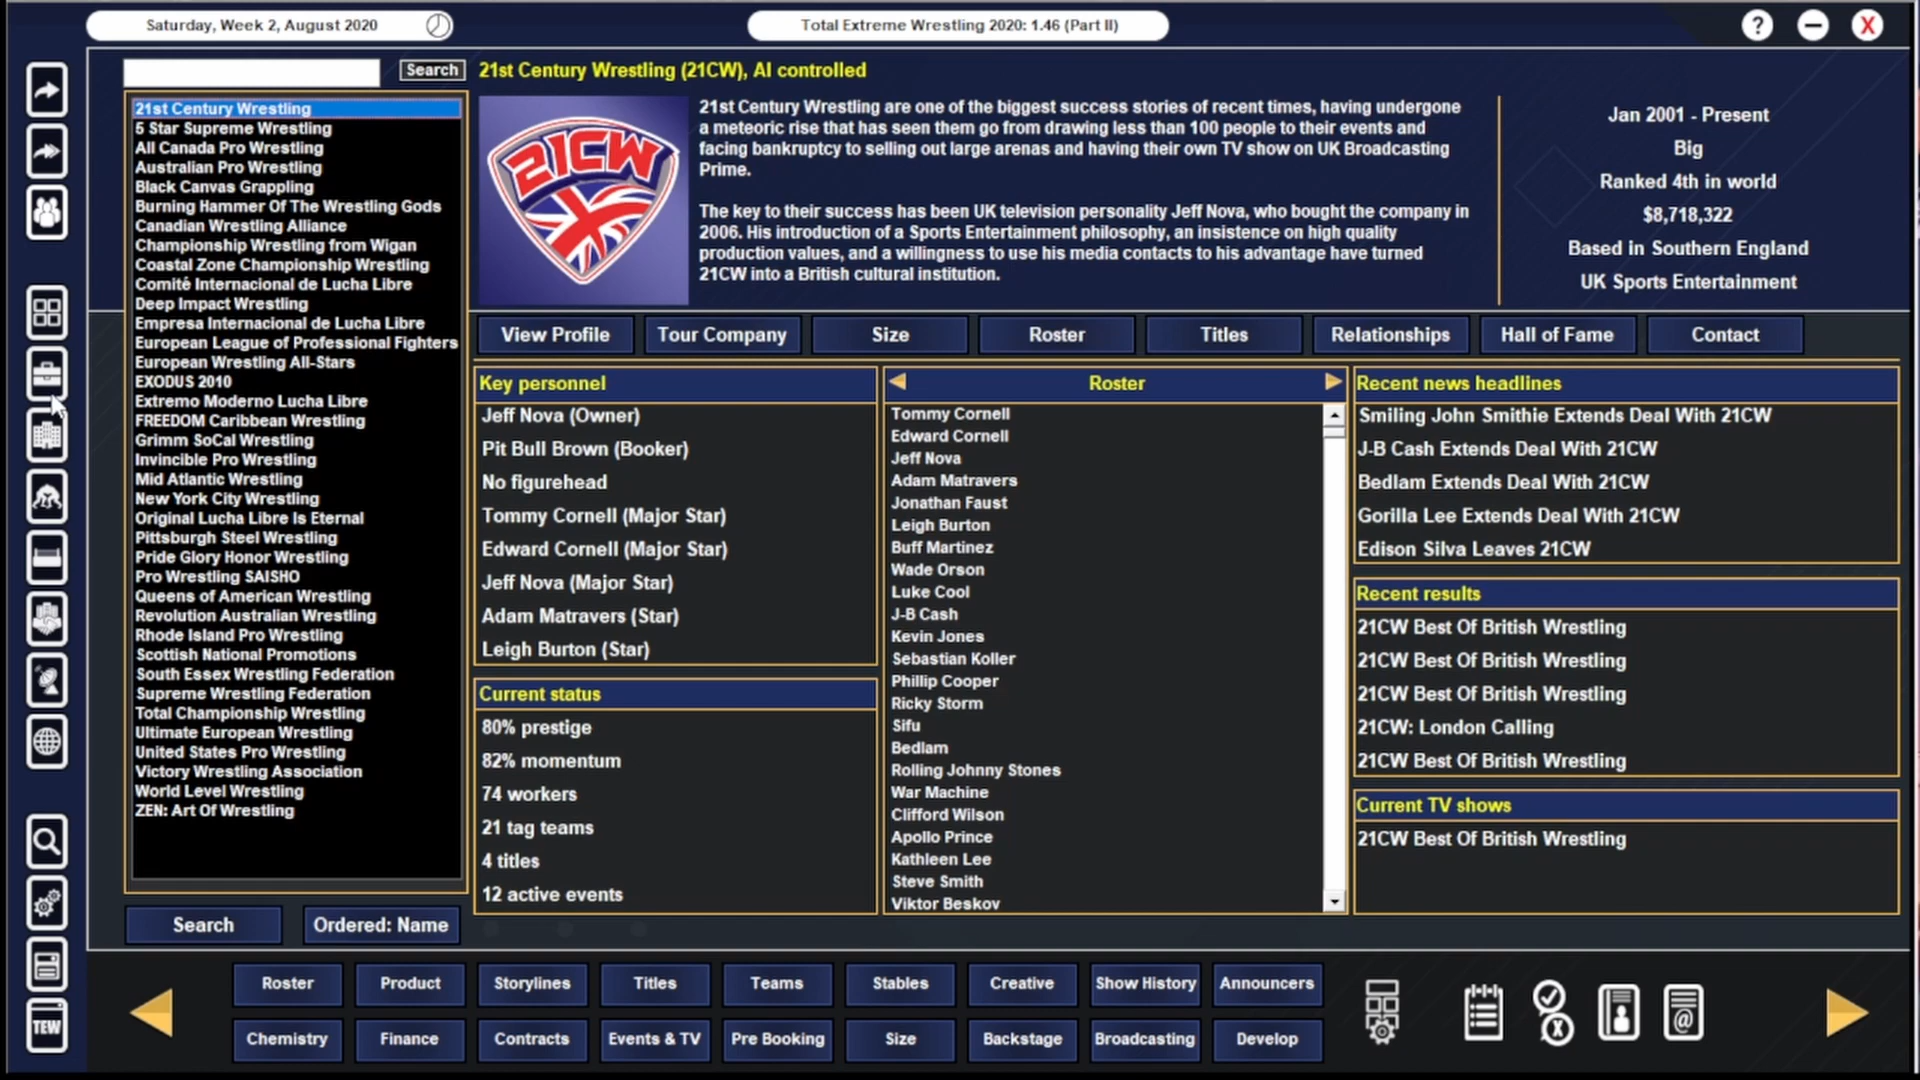 Saturday, Week 2, August 2020
Total Extreme Wrestling 2020: 1.46 (Part II)
?
X
Search
21st Century Wrestling (21CW), AI controlled
21st Century Wrestling
5 Star Supreme Wrestling
All Canada Pro Wrestling
Australian Pro Wrestling
Black Canvas Grappling
Burning Hammer Of The Wrestling Gods
Canadian Wrestling Alliance
Championship Wrestling from Wigan
Coastal Zone Championship Wrestling
Comité Internacional de Lucha Libre
Deep Impact Wrestling
Empresa Internacional de Lucha Libre
European League of Professional Fighters
European Wrestling All-Stars
EXODUS 2010
Extremo Moderno Lucha Libre
FREEDOM Caribbean Wrestling
Grimm SoCal Wrestling
Invincible Pro Wrestling
Mid Atlantic Wrestling
New York City Wrestling
Original Lucha Libre Is Eternal
Pittsburgh Steel Wrestling
Pride Glory Honor Wrestling
Pro Wrestling SAISHO
Queens of American Wrestling
Revolution Australian Wrestling
Rhode Island Pro Wrestling
Scottish National Promotions
South Essex Wrestling Federation
Supreme Wrestling Federation
Total Championship Wrestling
Ultimate European Wrestling
United States Pro Wrestling
Victory Wrestling Association
World Level Wrestling
ZEN: Art Of Wrestling
Search
Ordered: Name
21CW
21st Century Wrestling are one of the biggest success stories of recent times, having undergone
a meteoric rise that has seen them go from drawing less than 100 people to their events and
facing bankruptcy to selling out large arenas and having their own TV show on UK Broadcasting
Prime.
The key to their success has been UK television personality Jeff Nova, who bought the company in
2006. His introduction of a Sports Entertainment philosophy, an insistence on high quality
production values, and a willingness to use his media contacts to his advantage have turned
21CW into a British cultural institution.
Jan 2001 - Present
Big
Ranked 4th in world
$8,718,322
Based in Southern England
UK Sports Entertainment
View Profile
Tour Company
Size
Roster
Titles
Relationships
Hall of Fame
Contact
Key personnel
Jeff Nova (Owner)
Pit Bull Brown (Booker)
No figurehead
Tommy Cornell (Major Star)
Edward Cornell (Major Star)
Jeff Nova (Major Star)
Adam Matravers (Star)
Leigh Burton (Star)
Current status
80% prestige
82% momentum
74 workers
21 tag teams
4 titles
12 active events
Roster
Tommy Cornell
Edward Cornell
Jeff Nova
Adam Matravers
Jonathan Faust
Leigh Burton
Buff Martinez
Wade Orson
Luke Cool
J-B Cash
Kevin Jones
Sebastian Koller
Phillip Cooper
Ricky Storm
Sifu
Bedlam
Rolling Johnny Stones
War Machine
Clifford Wilson
Apollo Prince
Kathleen Lee
Steve Smith
Viktor Beskov
Recent news headlines
Smiling John Smithie Extends Deal With 21CW
J-B Cash Extends Deal With 21CW
Bedlam Extends Deal With 21CW
Gorilla Lee Extends Deal With 21CW
Edison Silva Leaves 21CW
Recent results
21CW Best Of British Wrestling
21CW Best Of British Wrestling
21CW Best Of British Wrestling
21CW: London Calling
21CW Best Of British Wrestling
Current TV shows
21CW Best Of British Wrestling
TEW
Roster
Product
Storylines
Titles
Teams
Stables
Creative
Show History
Announcers
Chemistry
Finance
Contracts
Events & TV
Pre Booking
Size
Backstage
Broadcasting
Develop